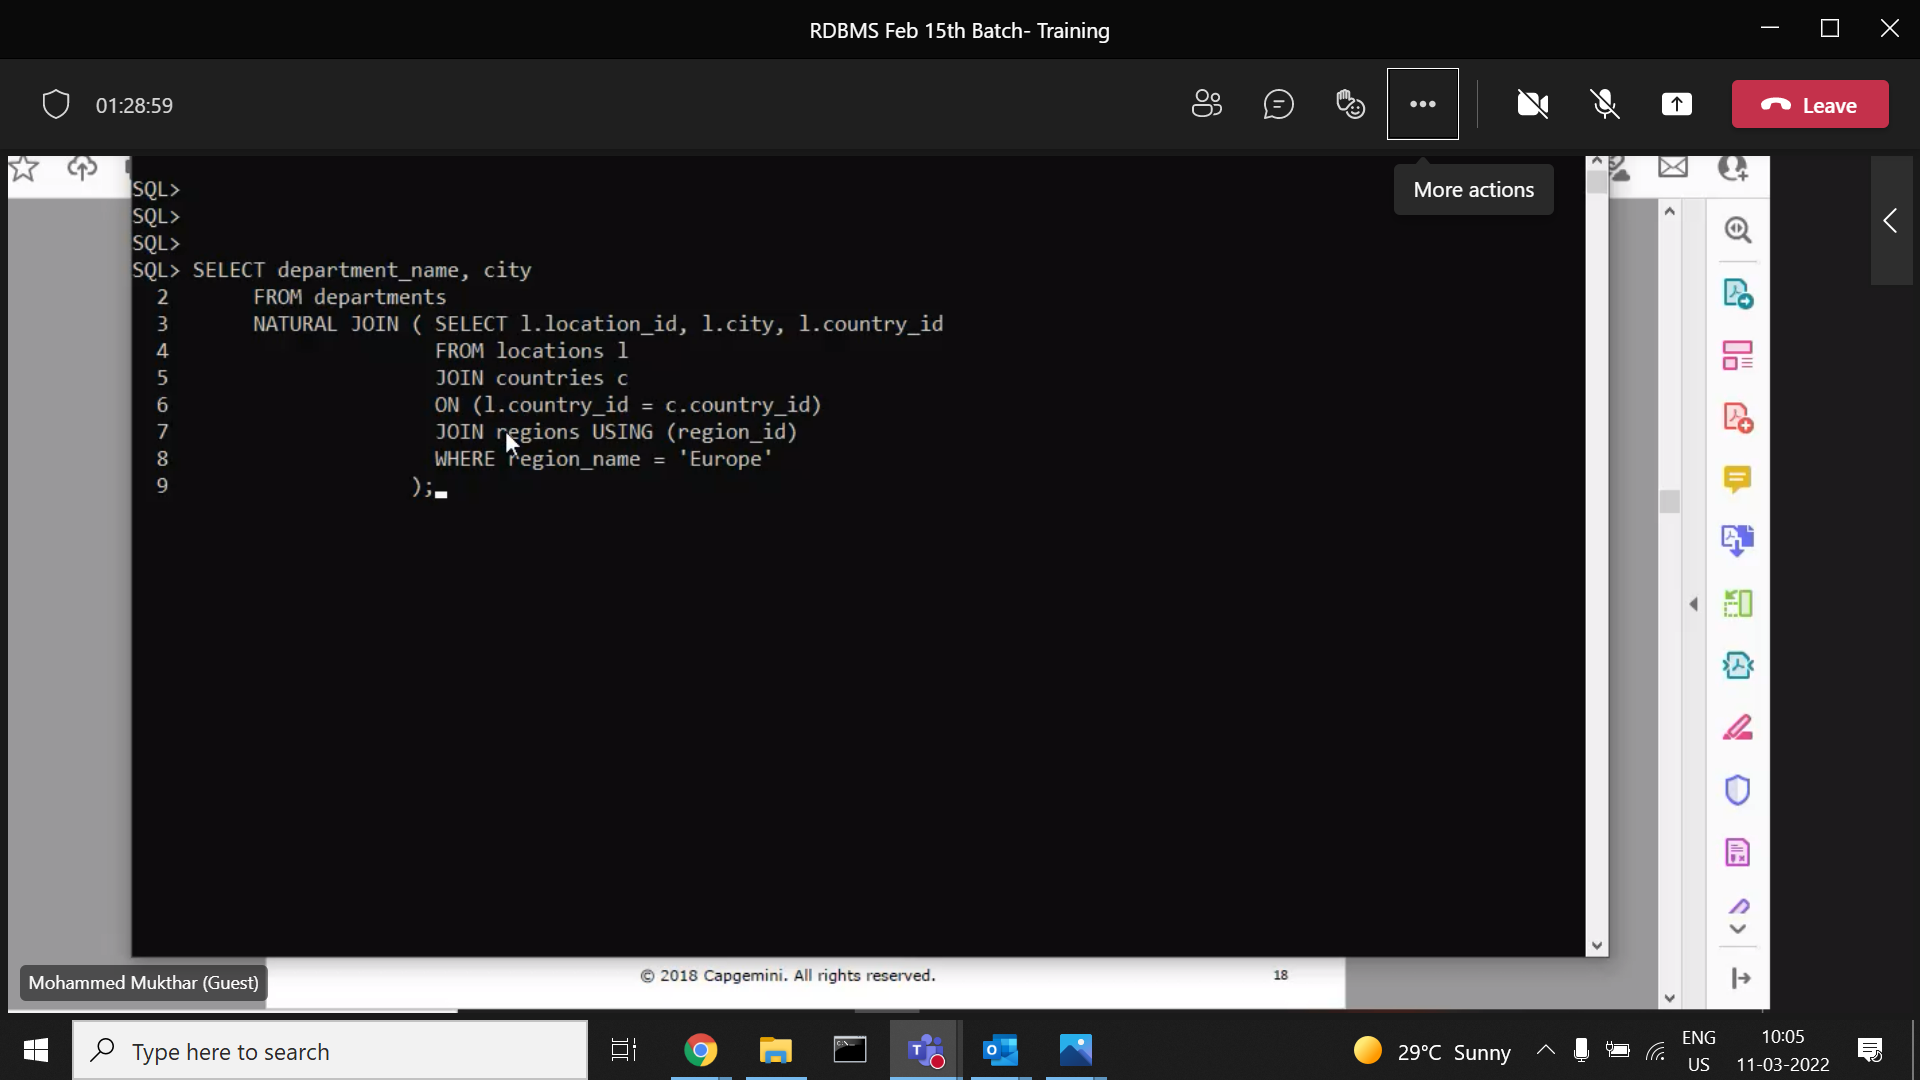 RDBMS Feb 15th Batch- Training
01:28:59
Leave
More actions
SQL>
SQL>
SQL>
SQL> SELECT department_name, city
2 FROM departments
3 NATURAL JOIN ( SELECT l.location_id, l.city, l.country_id
4 FROM locations l
5 JOIN countries c
6 ON (l.country_id = c.country_id)
7 JOIN regions USING (region_id)
8 WHERE region_name = 'Europe'
9 );
Mohammed Mukthar (Guest)
© 2018 Capgemini. All rights reserved.
18
Type here to search
29°C Sunny
ENG
US
10:05
11-03-2022